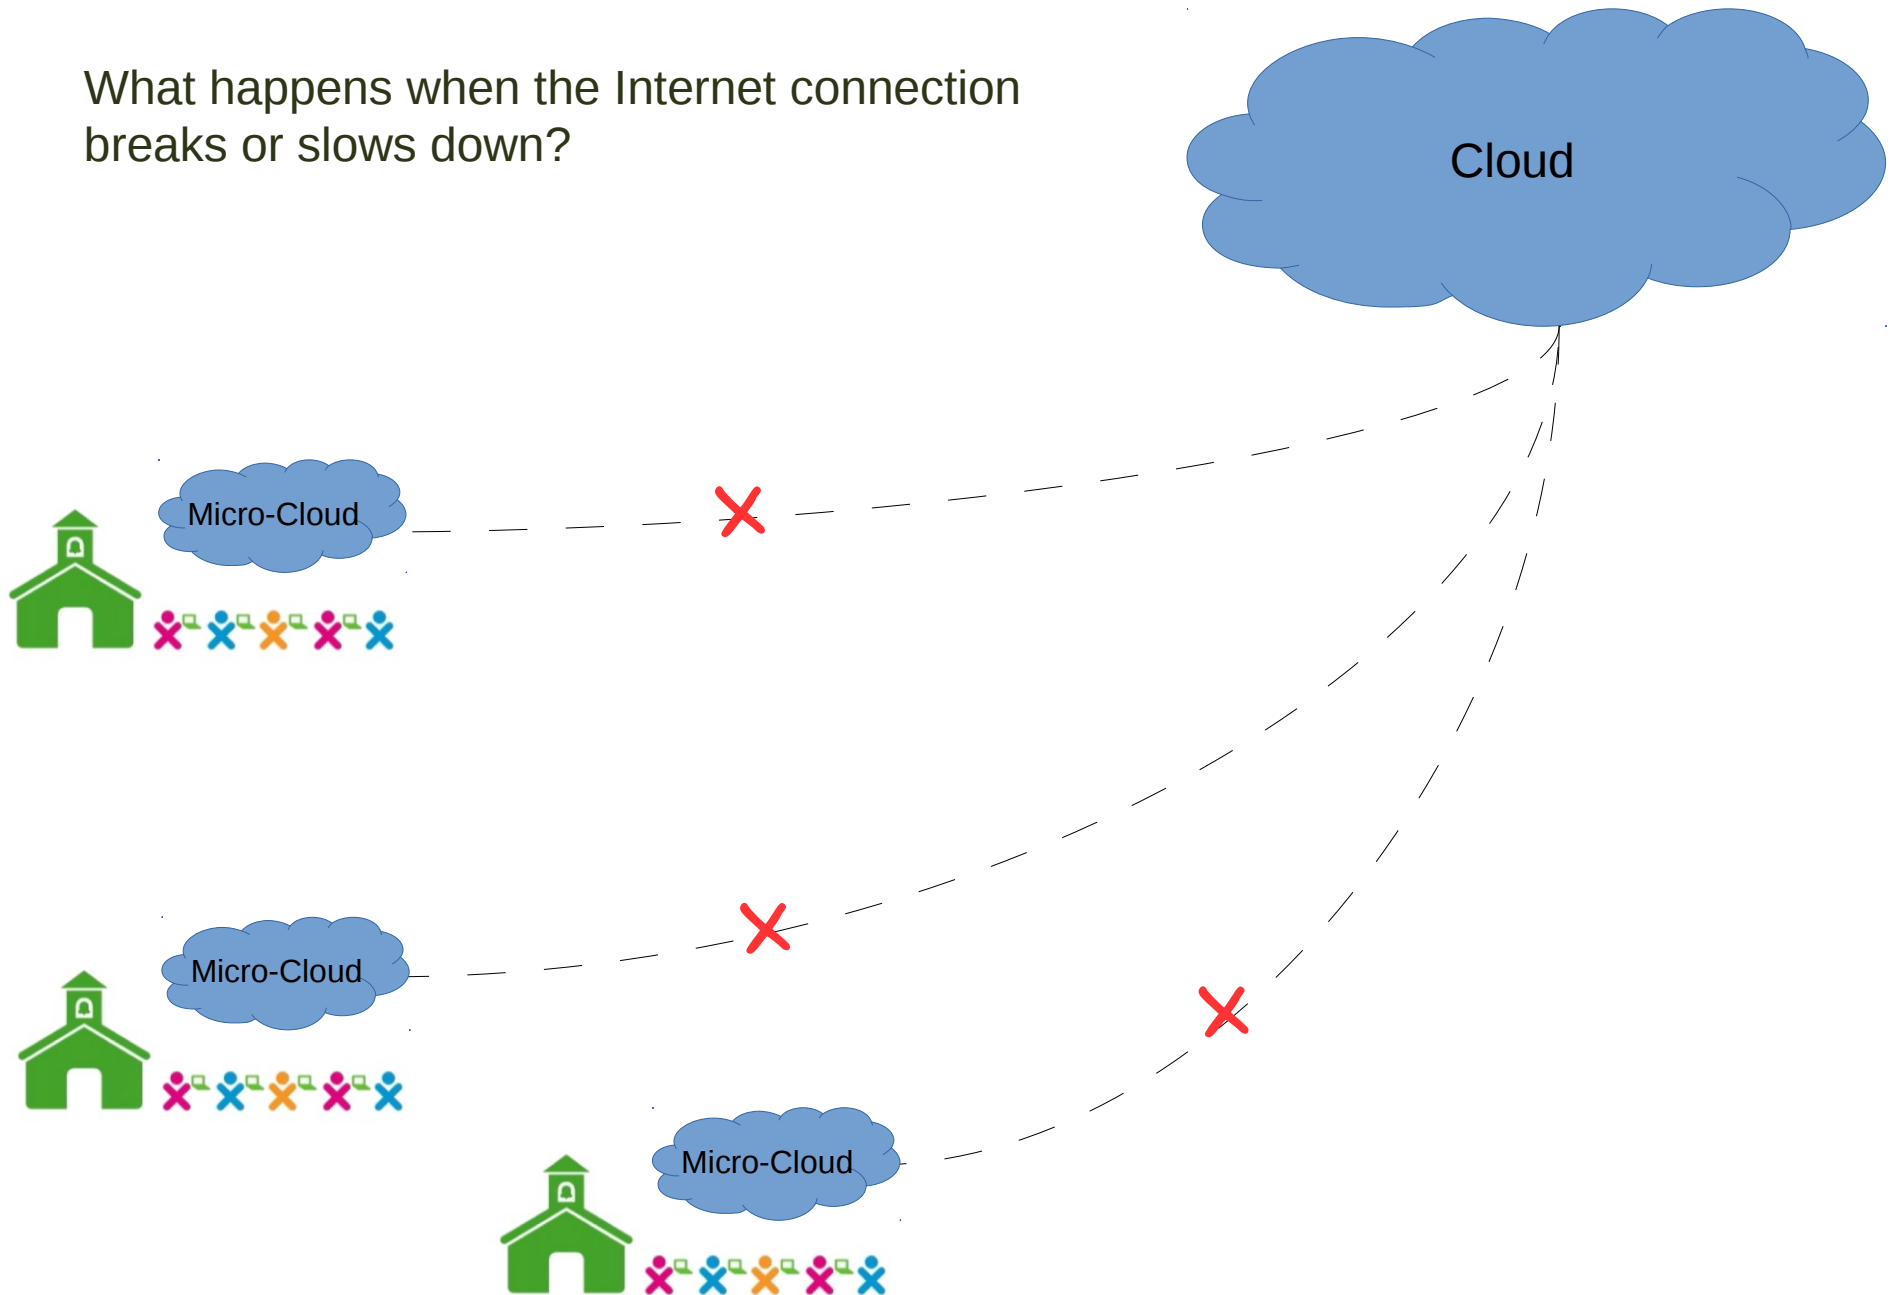 What happens when the Internet connection
breaks or slows down?
Cloud
Micro-Cloud
Micro-Cloud
Micro-Cloud